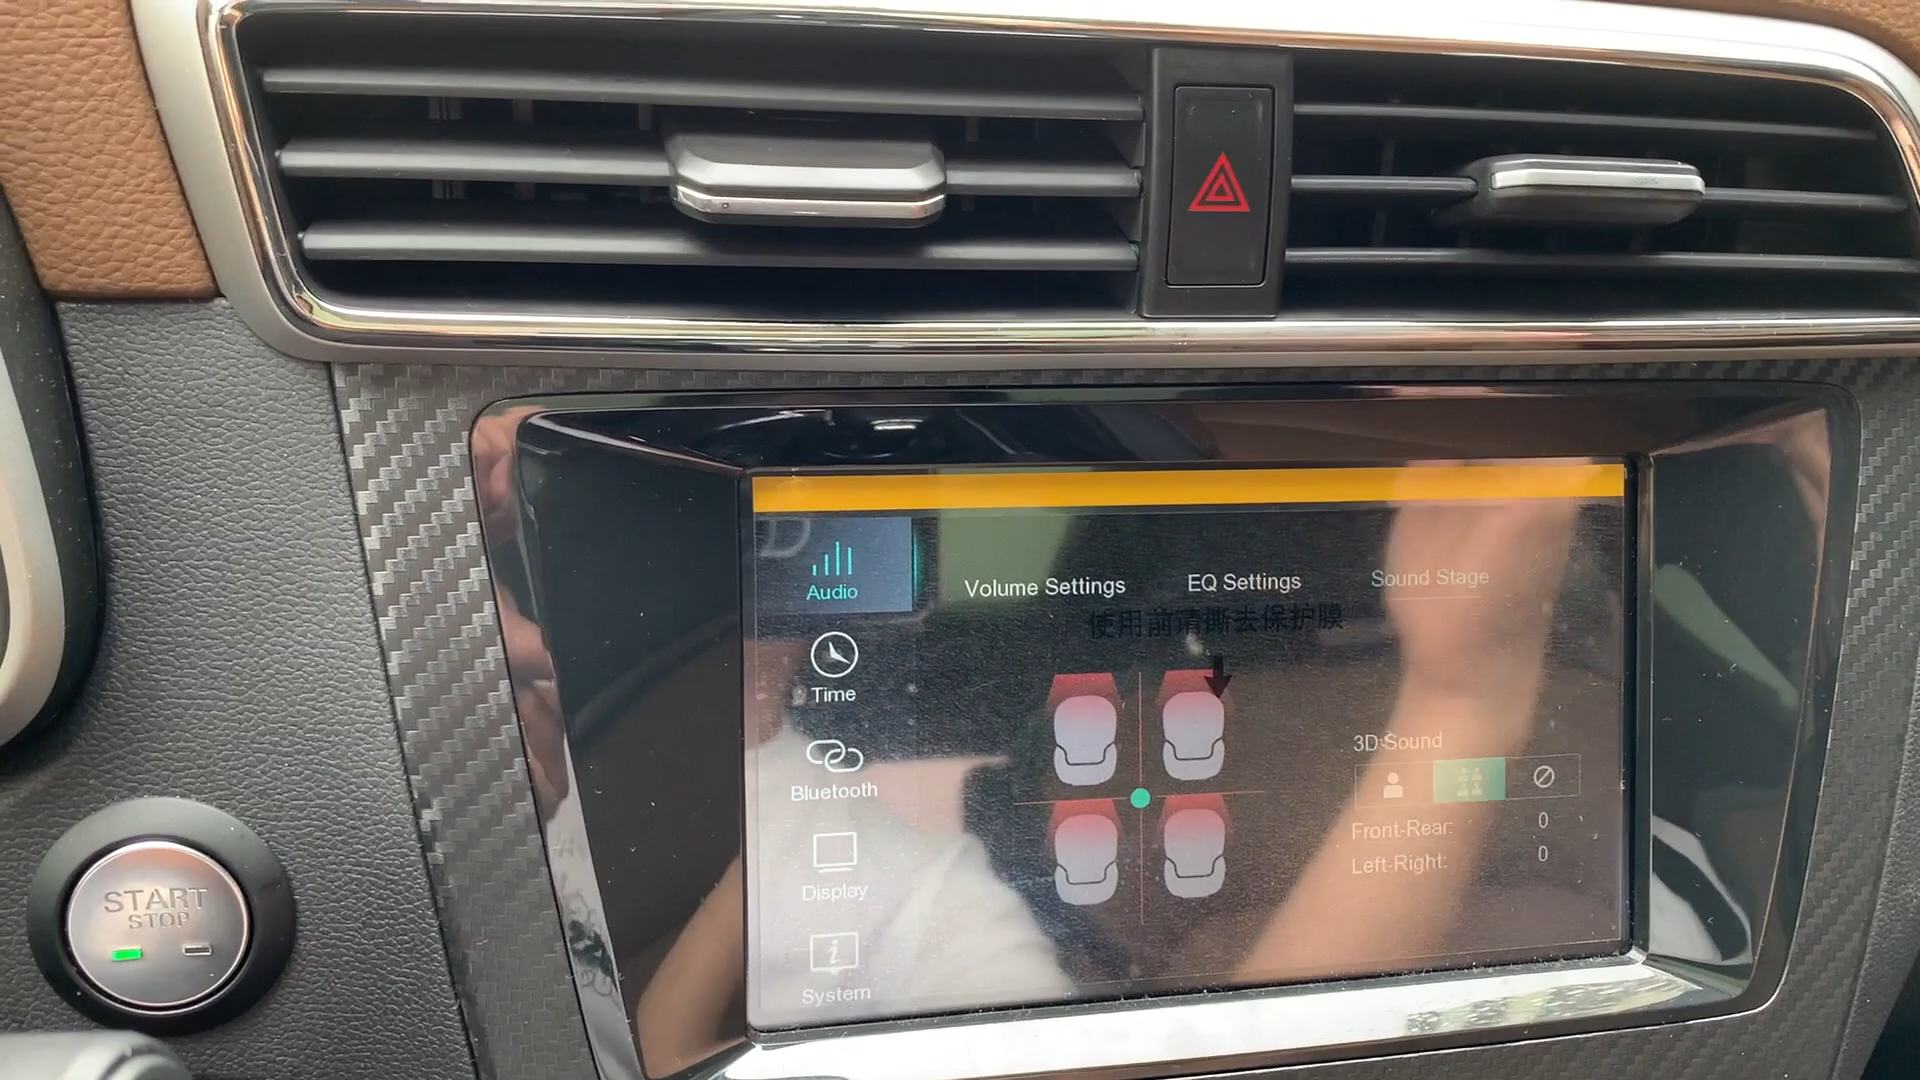 Audio
Volume Settings
EQ Settings
Sound Stage
使用前请撕去保护膜
Time
Bluetooth
3D Sound
Front-Rear: 0
Left-Right: 0
Display
System
START
STOP